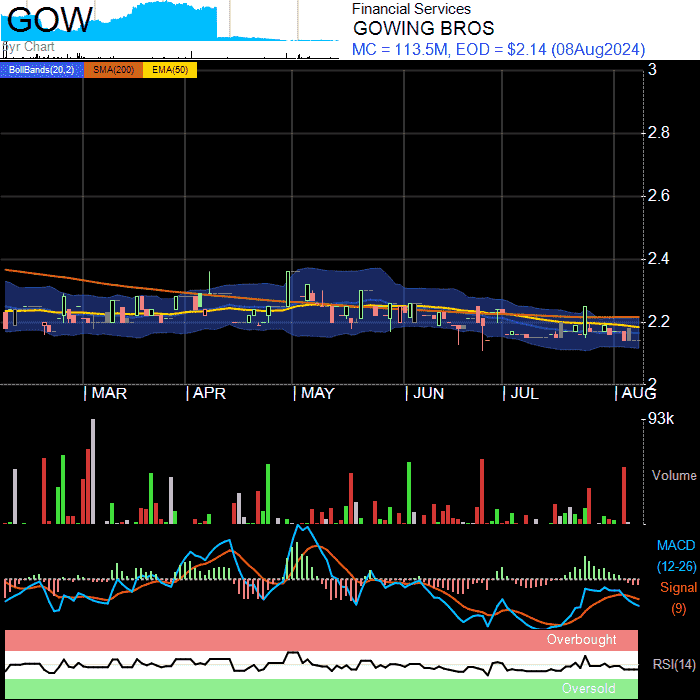 GOW
5yr Chart
Financial Services
GOWING BROS
MC = 113.5M, EOD = $2.14 (08Aug2024)
BollBands(20,2) SMA(200) EMA(50)
3
2.8
2.6
2.4
2.2
2
MAR APR MAY JUN JUL AUG
93k
Volume
MACD
(12-26)
Signal
(9)
Overbought
RSI(14)
Oversold